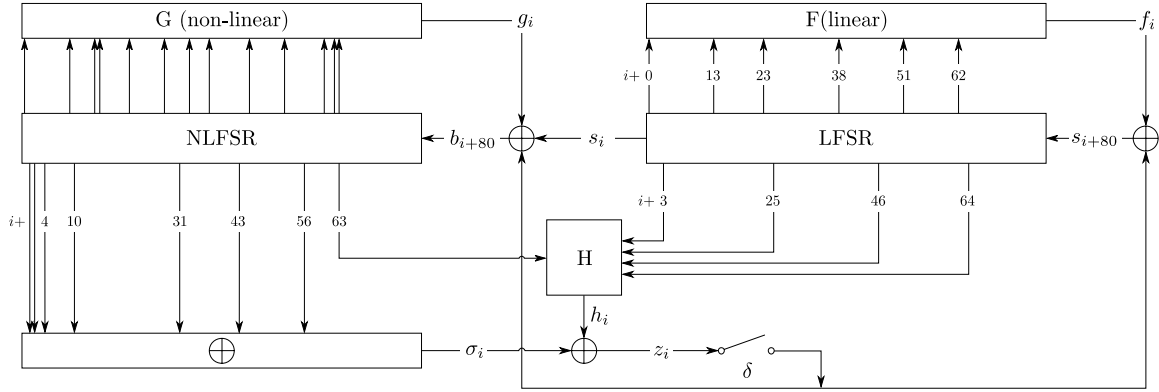 G (non-linear) g_i F(linear) f_i
i+ 0 13 23 38 51 62
NLFSR b_{i+80} s_i LFSR s_{i+80}
i+ 4 10 31 43 56 63 i+ 3 25 46 64
H
h_i
σ_i z_i
δ